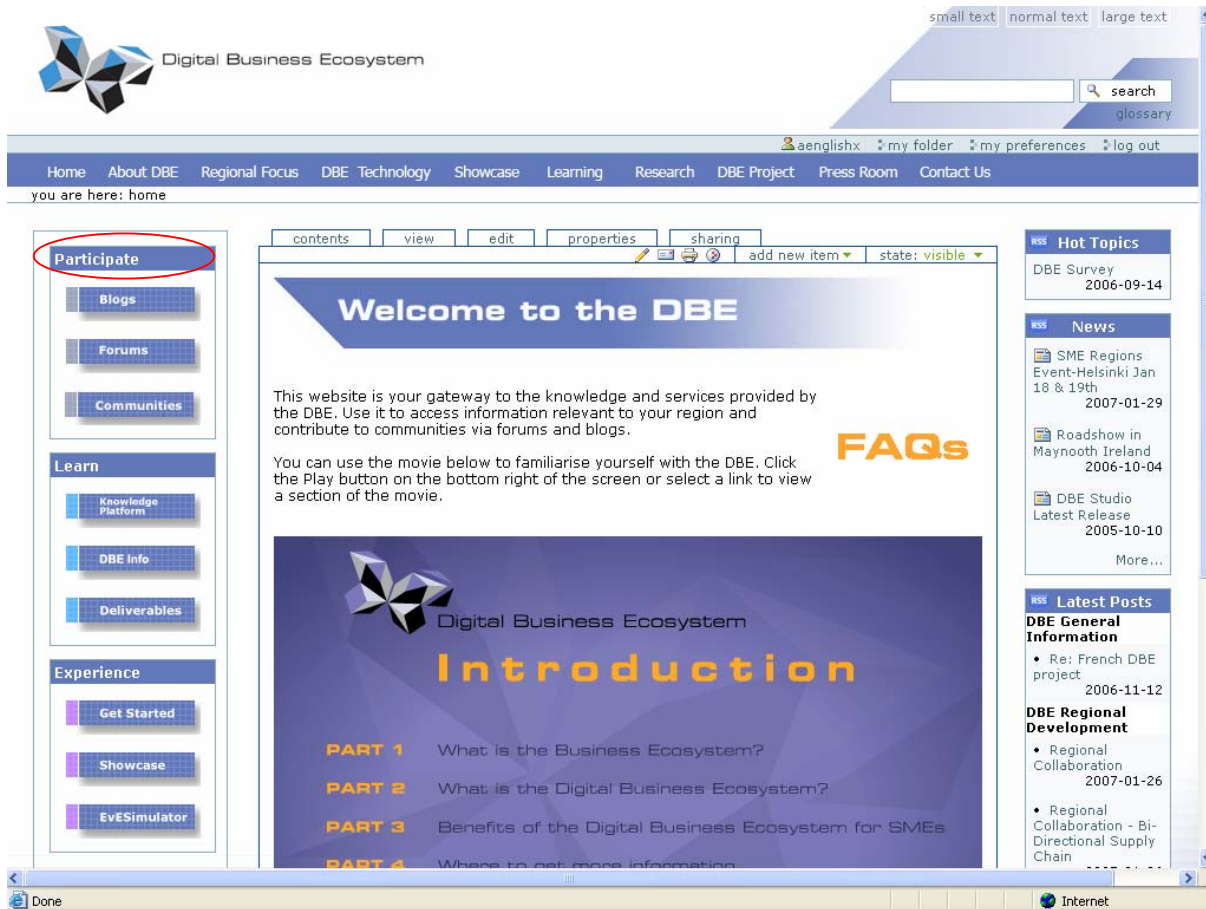 small text normal text large text
Digital Business Ecosystem
search
glossary
aenglishx my folder my preferences log out
Home About DBE Regional Focus DBE Technology Showcase Learning Research DBE Project Press Room Contact Us
you are here: home
Participate
Blogs
Forums
Communities
Learn
Knowledge
Platform
DBE Info
Deliverables
Experience
Get Started
Showcase
EvESimulator
contents view edit properties sharing
add new item state: visible
Welcome to the DBE
This website is your gateway to the knowledge and services provided by
the DBE. Use it to access information relevant to your region and
contribute to communities via forums and blogs.
FAQs
You can use the movie below to familiarise yourself with the DBE. Click
the Play button on the bottom right of the screen or select a link to view
a section of the movie.
Digital Business Ecosystem
Introduction
PART 1 What is the Business Ecosystem?
PART 2 What is the Digital Business Ecosystem?
PART 3 Benefits of the Digital Business Ecosystem for SMEs
PART 4 Where to get more information
RSS Hot Topics
DBE Survey
2006-09-14
RSS News
SME Regions
Event-Helsinki Jan
18 & 19th
2007-01-29
Roadshow in
Maynooth Ireland
2006-10-04
DBE Studio
Latest Release
2005-10-10
More...
RSS Latest Posts
DBE General
Information
• Re: French DBE
project
2006-11-12
DBE Regional
Development
• Regional
Collaboration
2007-01-26
• Regional
Collaboration - Bi-
Directional Supply
Chain
Done
Internet